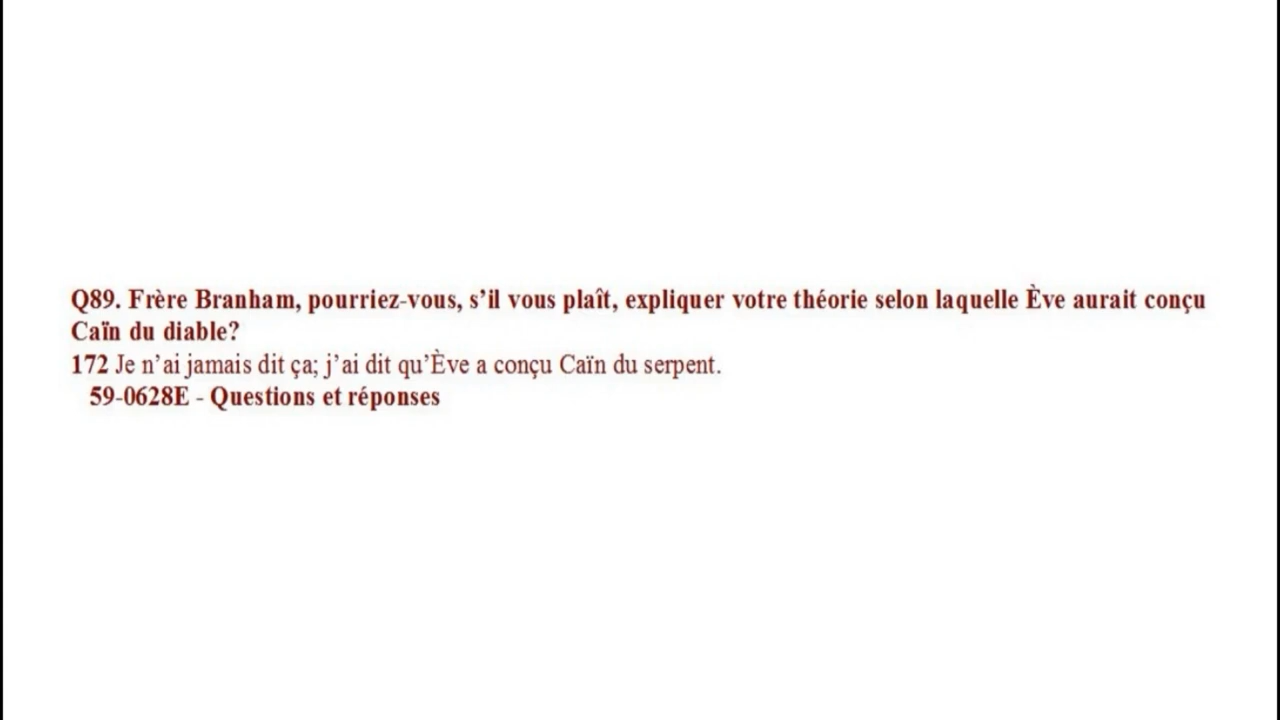 Q89. Frère Branham, pourriez-vous, s’il vous plaît, expliquer votre théorie selon laquelle Ève aurait conçu
Caïn du diable?
172 Je n’ai jamais dit ça; j’ai dit qu’Ève a conçu Caïn du serpent.
59-0628E - Questions et réponses